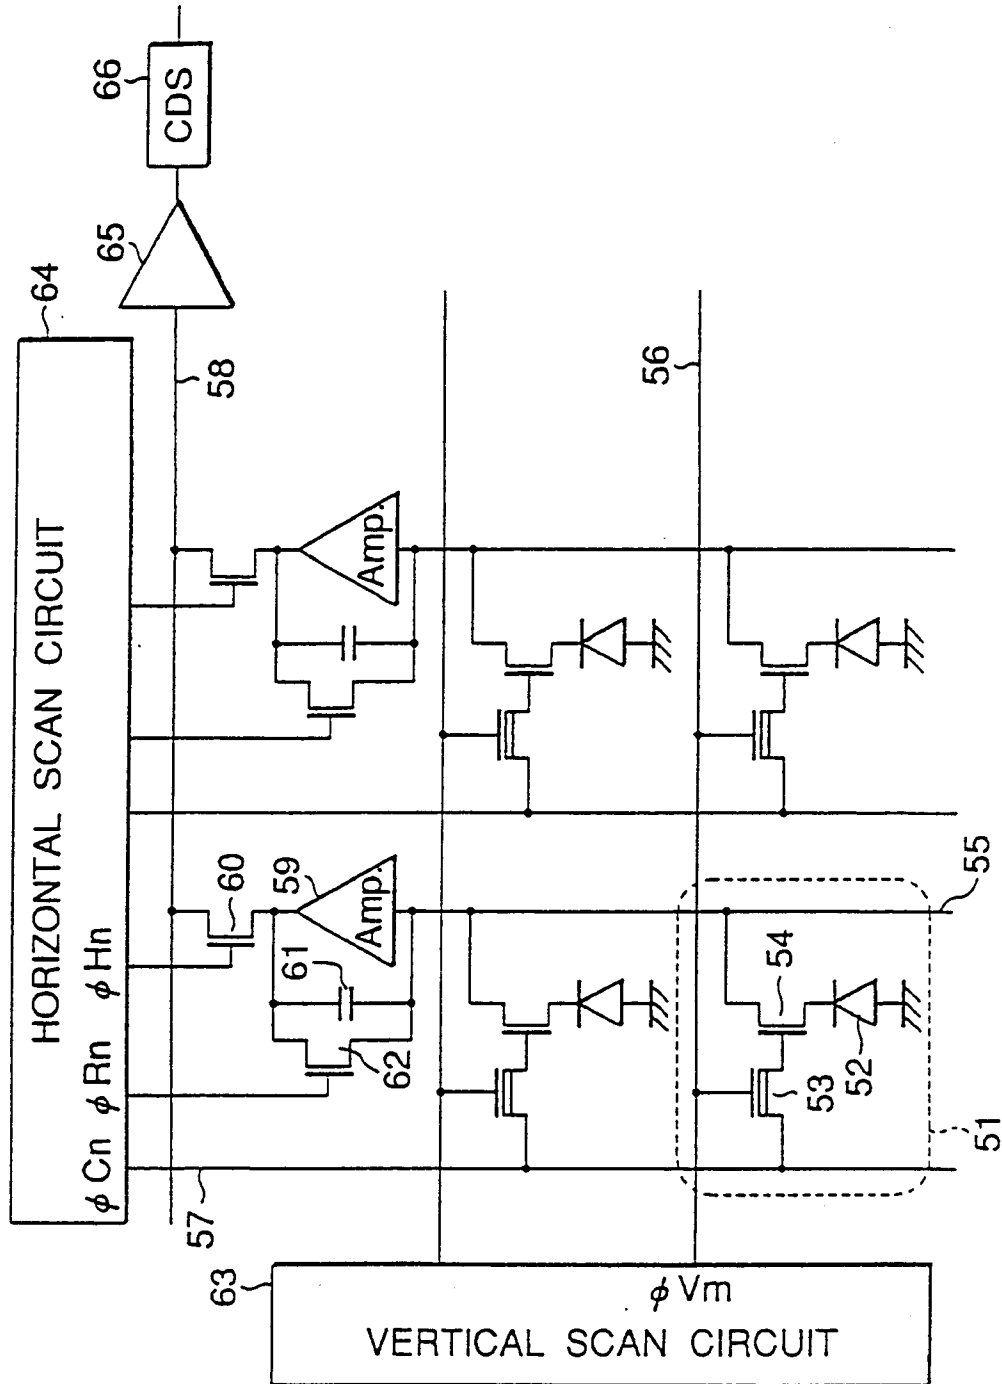 64
HORIZONTAL SCAN CIRCUIT
φCn
φRn
φHn
65
66
CDS
57
58
60
59
61
62
Amp.
Amp.
56
63
φVm
VERTICAL SCAN CIRCUIT
54
53
52
55
51